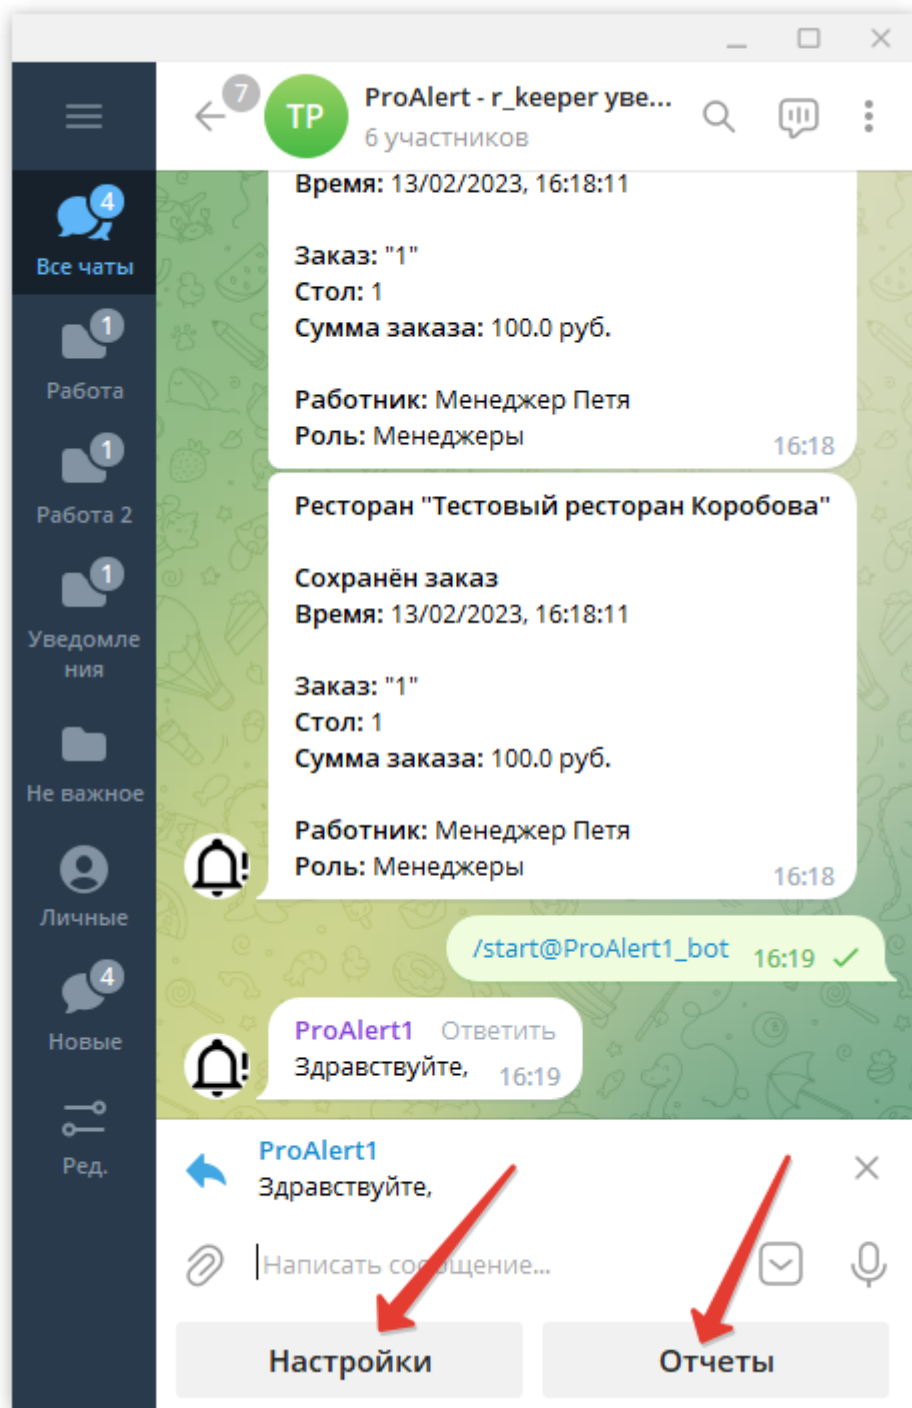 7
TP
ProAlert - r_keeper уве...
6 участников
4
Все чаты
1
Работа
1
Работа 2
1
Уведомле
ния
Не важное
Личные
4
Новые
Ред.
Время: 13/02/2023, 16:18:11
Заказ: "1"
Стол: 1
Сумма заказа: 100.0 руб.
Работник: Менеджер Петя
Роль: Менеджеры
16:18
Ресторан "Тестовый ресторан Коробова"
Сохранён заказ
Время: 13/02/2023, 16:18:11
Заказ: "1"
Стол: 1
Сумма заказа: 100.0 руб.
Работник: Менеджер Петя
Роль: Менеджеры
16:18
/start@ProAlert1_bot 16:19
ProAlert1 Ответить
Здравствуйте, 16:19
ProAlert1
Здравствуйте,
Написать сообщение...
Настройки
Отчеты